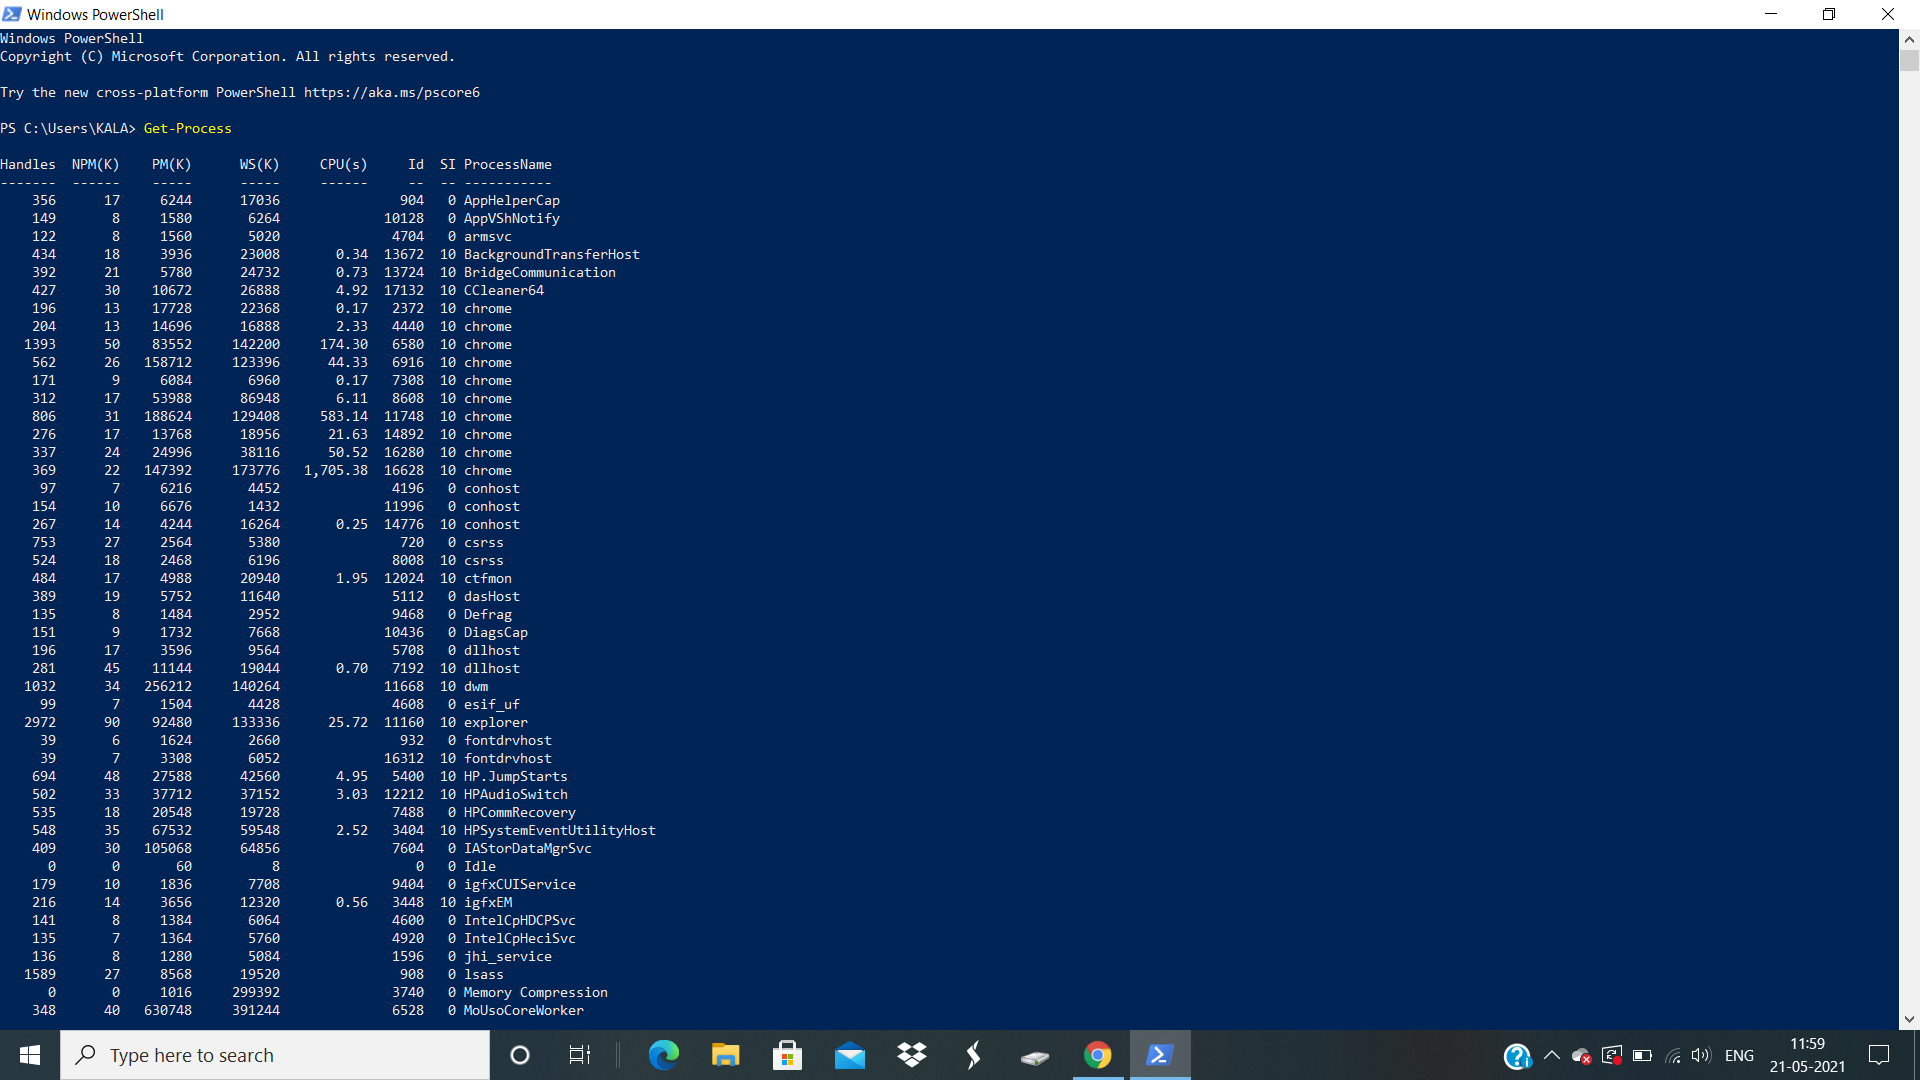 Windows PowerShell
Windows PowerShell
Copyright (C) Microsoft Corporation. All rights reserved.
Try the new cross-platform PowerShell https://aka.ms/pscore6
PS C:\Users\KALA> Get-Process
Handles NPM(K) PM(K) WS(K) CPU(s) Id SI ProcessName
------- ------ ----- ----- ------ -- -- -----------
356 17 6244 17036 904 0 AppHelperCap
149 8 1580 6264 10128 0 AppVShNotify
122 8 1560 5020 4704 0 armsvc
434 18 3936 23008 0.34 13672 10 BackgroundTransferHost
392 21 5780 24732 0.73 13724 10 BridgeCommunication
427 30 10672 26888 4.92 17132 10 CCleaner64
196 13 17728 22368 0.17 2372 10 chrome
204 13 14696 16888 2.33 4440 10 chrome
1393 50 83552 142200 174.30 6580 10 chrome
562 26 158712 123396 44.33 6916 10 chrome
171 9 6084 6960 0.17 7308 10 chrome
312 17 53988 86948 6.11 8608 10 chrome
806 31 188624 129408 583.14 11748 10 chrome
276 17 13768 18956 21.63 14892 10 chrome
337 24 24996 38116 50.52 16280 10 chrome
369 22 147392 173776 1,705.38 16628 10 chrome
97 7 6216 4452 4196 0 conhost
154 10 6676 1432 11996 0 conhost
267 14 4244 16264 0.25 14776 10 conhost
753 27 2564 5380 720 0 csrss
524 18 2468 6196 8008 10 csrss
484 17 4988 20940 1.95 12024 10 ctfmon
389 19 5752 11640 5112 0 dasHost
135 8 1484 2952 9468 0 Defrag
151 9 1732 7668 10436 0 DiagsCap
196 17 3596 9564 5708 0 dllhost
281 45 11144 19044 0.70 7192 10 dllhost
1032 34 256212 140264 11668 10 dwm
99 7 1504 4428 4608 0 esif_uf
2972 90 92480 133336 25.72 11160 10 explorer
39 6 1624 2660 932 0 fontdrvhost
39 7 3308 6052 16312 10 fontdrvhost
694 48 27588 42560 4.95 5400 10 HP.JumpStarts
502 33 37712 37152 3.03 12212 10 HPAudioSwitch
535 18 20548 19728 7488 0 HPCommRecovery
548 35 67532 59548 2.52 3404 10 HPSystemEventUtilityHost
409 30 105068 64856 7604 0 IAStorDataMgrSvc
0 0 60 8 0 0 Idle
179 10 1836 7708 9404 0 igfxCUIService
216 14 3656 12320 0.56 3448 10 igfxEM
141 8 1384 6064 4600 0 IntelCpHDCPSvc
135 7 1364 5760 4920 0 IntelCpHeciSvc
136 8 1280 5084 1596 0 jhi_service
1589 27 8568 19520 908 0 lsass
0 0 1016 299392 3740 0 Memory Compression
348 40 630748 391244 6528 0 MoUsoCoreWorker
Type here to search
ENG
11:59
21-05-2021